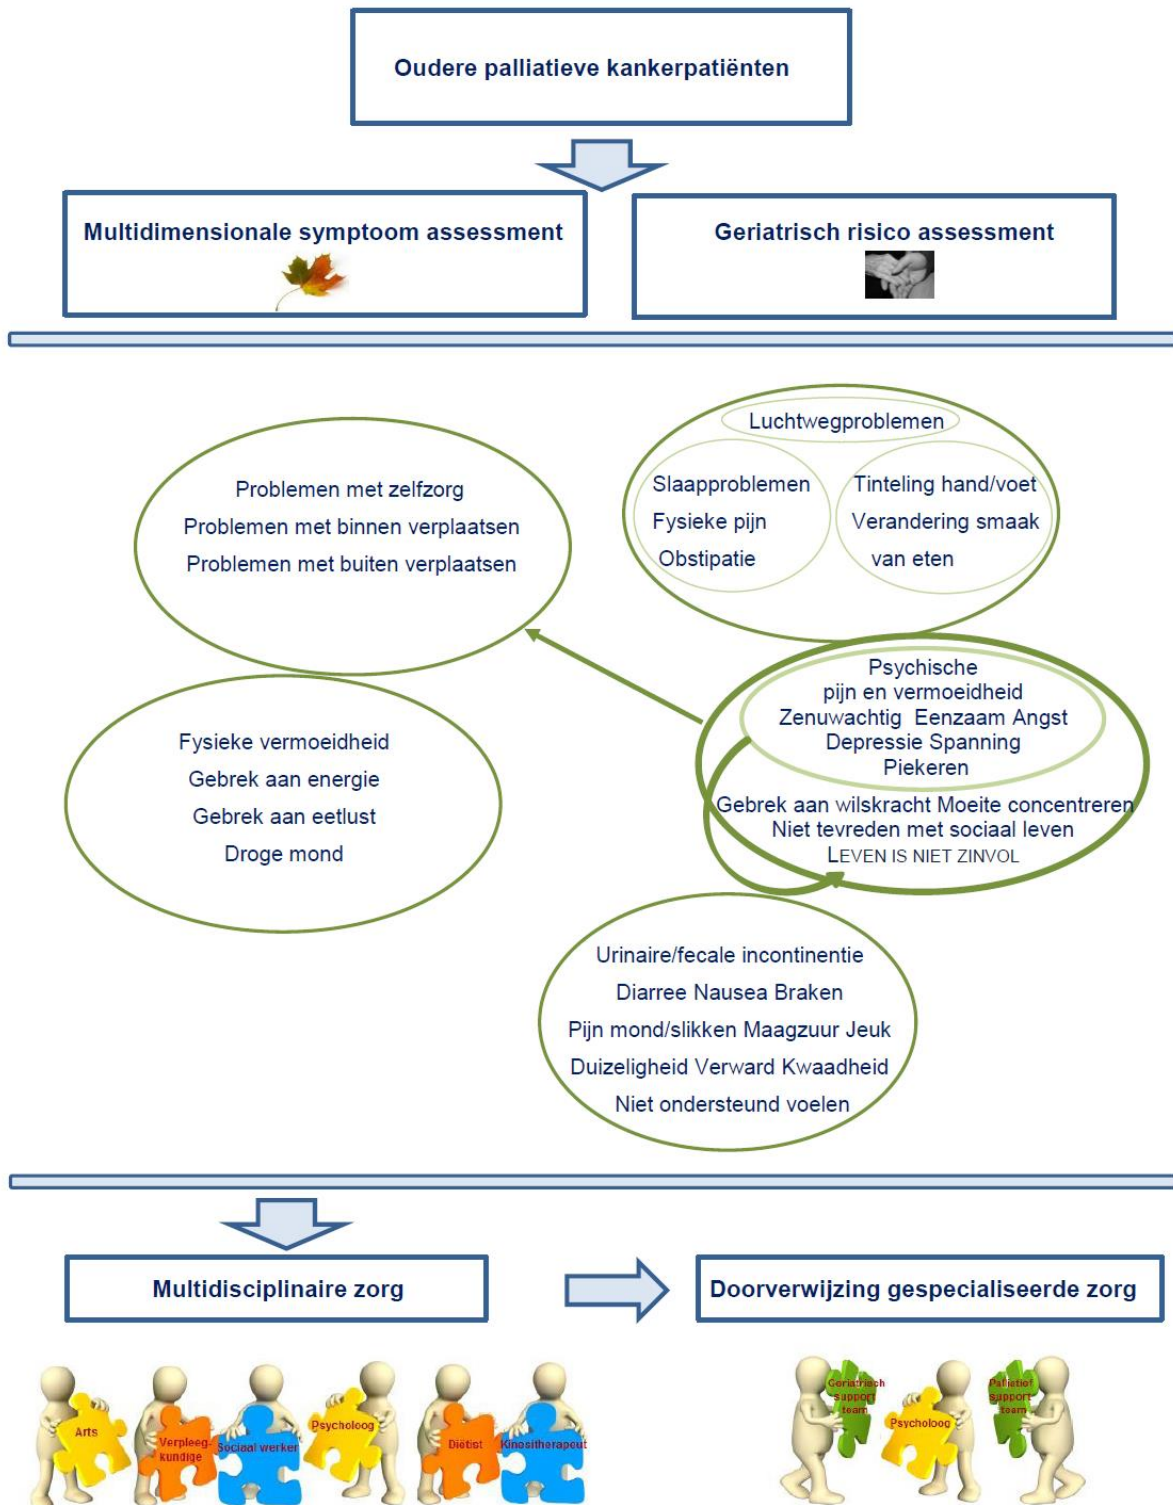 Oudere palliatieve kankerpatiënten
Multidimensionale symptoom assessment
Geriatrisch risico assessment
Luchtwegproblemen
Slaapproblemen
Fysieke pijn
Obstipatie
Tinteling hand/voet
Verandering smaak
van eten
Problemen met zelfzorg
Problemen met binnen verplaatsen
Problemen met buiten verplaatsen
Psychische
pijn en vermoeidheid
Zenuwachtig Eenzaam Angst
Depressie Spanning
Piekeren
Gebrek aan wilskracht Moeite concentreren
Niet tevreden met sociaal leven
LEVEN IS NIET ZINVOL
Fysieke vermoeidheid
Gebrek aan energie
Gebrek aan eetlust
Droge mond
Urinaire/fecale incontinentie
Diarree Nausea Braken
Pijn mond/slikken Maagzuur Jeuk
Duizeligheid Verward Kwaadheid
Niet ondersteund voelen
Multidisciplinaire zorg
Doorverwijzing gespecialiseerde zorg
Arts
Verpleeg-
kundige
Sociaal werker
Psycholoog
Diëtist
Kinositherapeut
Geriatrisch
support
team
Psycholoog
Palliatief
support
team